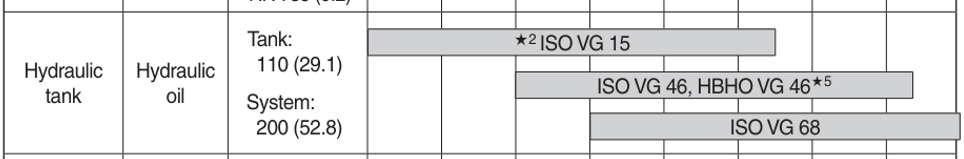 Hydraulic
tank
Hydraulic
oil
Tank:
110 (29.1)
System:
200 (52.8)
★2 ISO VG 15
ISO VG 46, HBHO VG 46★5
ISO VG 68